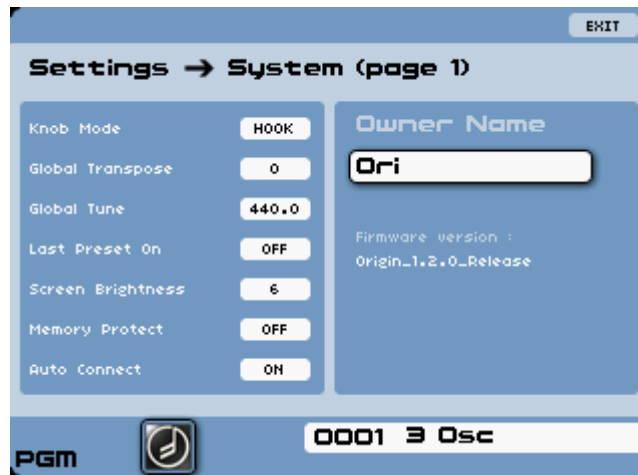 EXIT
Settings → System (page 1)
Knob Mode HOOK
Global Transpose 0
Global Tune 440.0
Last Preset On OFF
Screen Brightness 6
Memory Protect OFF
Auto Connect ON
Owner Name
Ori
Firmware version :
Origin_1.2.0_Release
PGM
0001 3 Osc